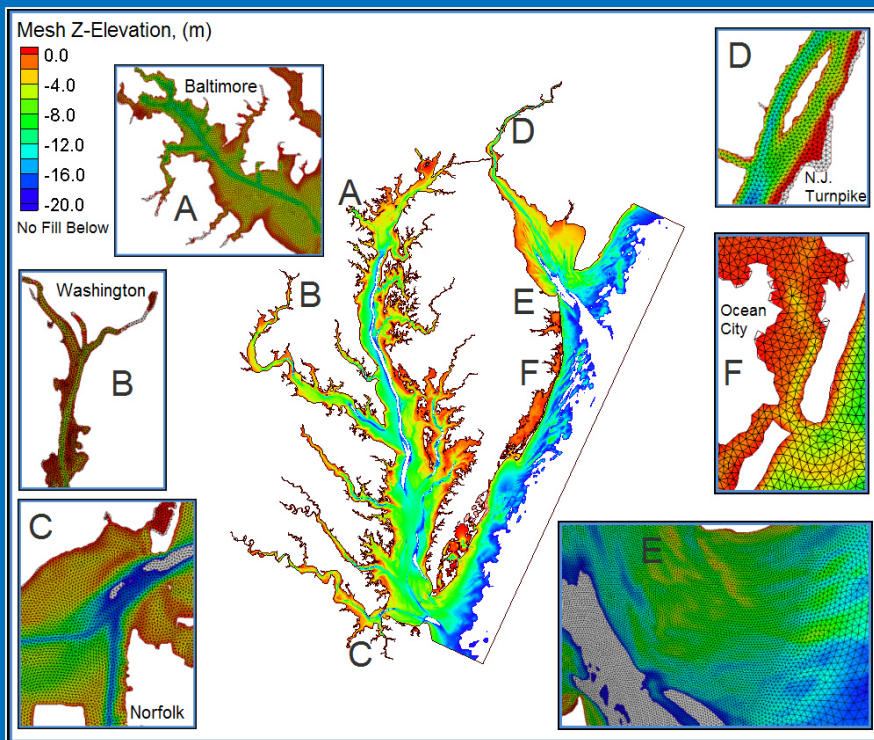 Mesh Z-Elevation, (m)
0.0
-4.0
-8.0
-12.0
-16.0
-20.0
No Fill Below
Baltimore
A
Washington
B
C
Norfolk
A
B
C
D
E
F
D
N.J.
Turnpike
Ocean
City
F
E